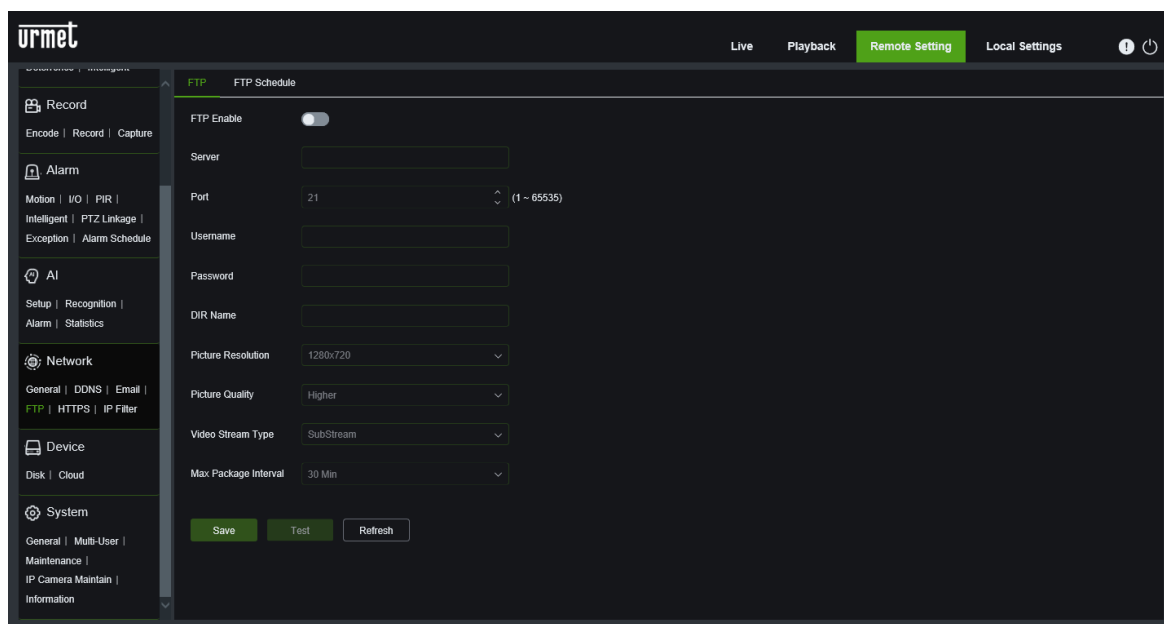 urmet
Live Playback Remote Setting Local Settings
FTP FTP Schedule
Record
Encode | Record | Capture
Alarm
Motion | I/O | PIR |
Intelligent | PTZ Linkage |
Exception | Alarm Schedule
AI
Setup | Recognition |
Alarm | Statistics
Network
General | DDNS | Email |
FTP | HTTPS | IP Filter
Device
Disk | Cloud
System
General | Multi-User |
Maintenance |
IP Camera Maintain |
Information
FTP Enable
Server
Port 21 (1 ~ 65535)
Username
Password
DIR Name
Picture Resolution 1280x720
Picture Quality Higher
Video Stream Type SubStream
Max Package Interval 30 Min
Save Test Refresh